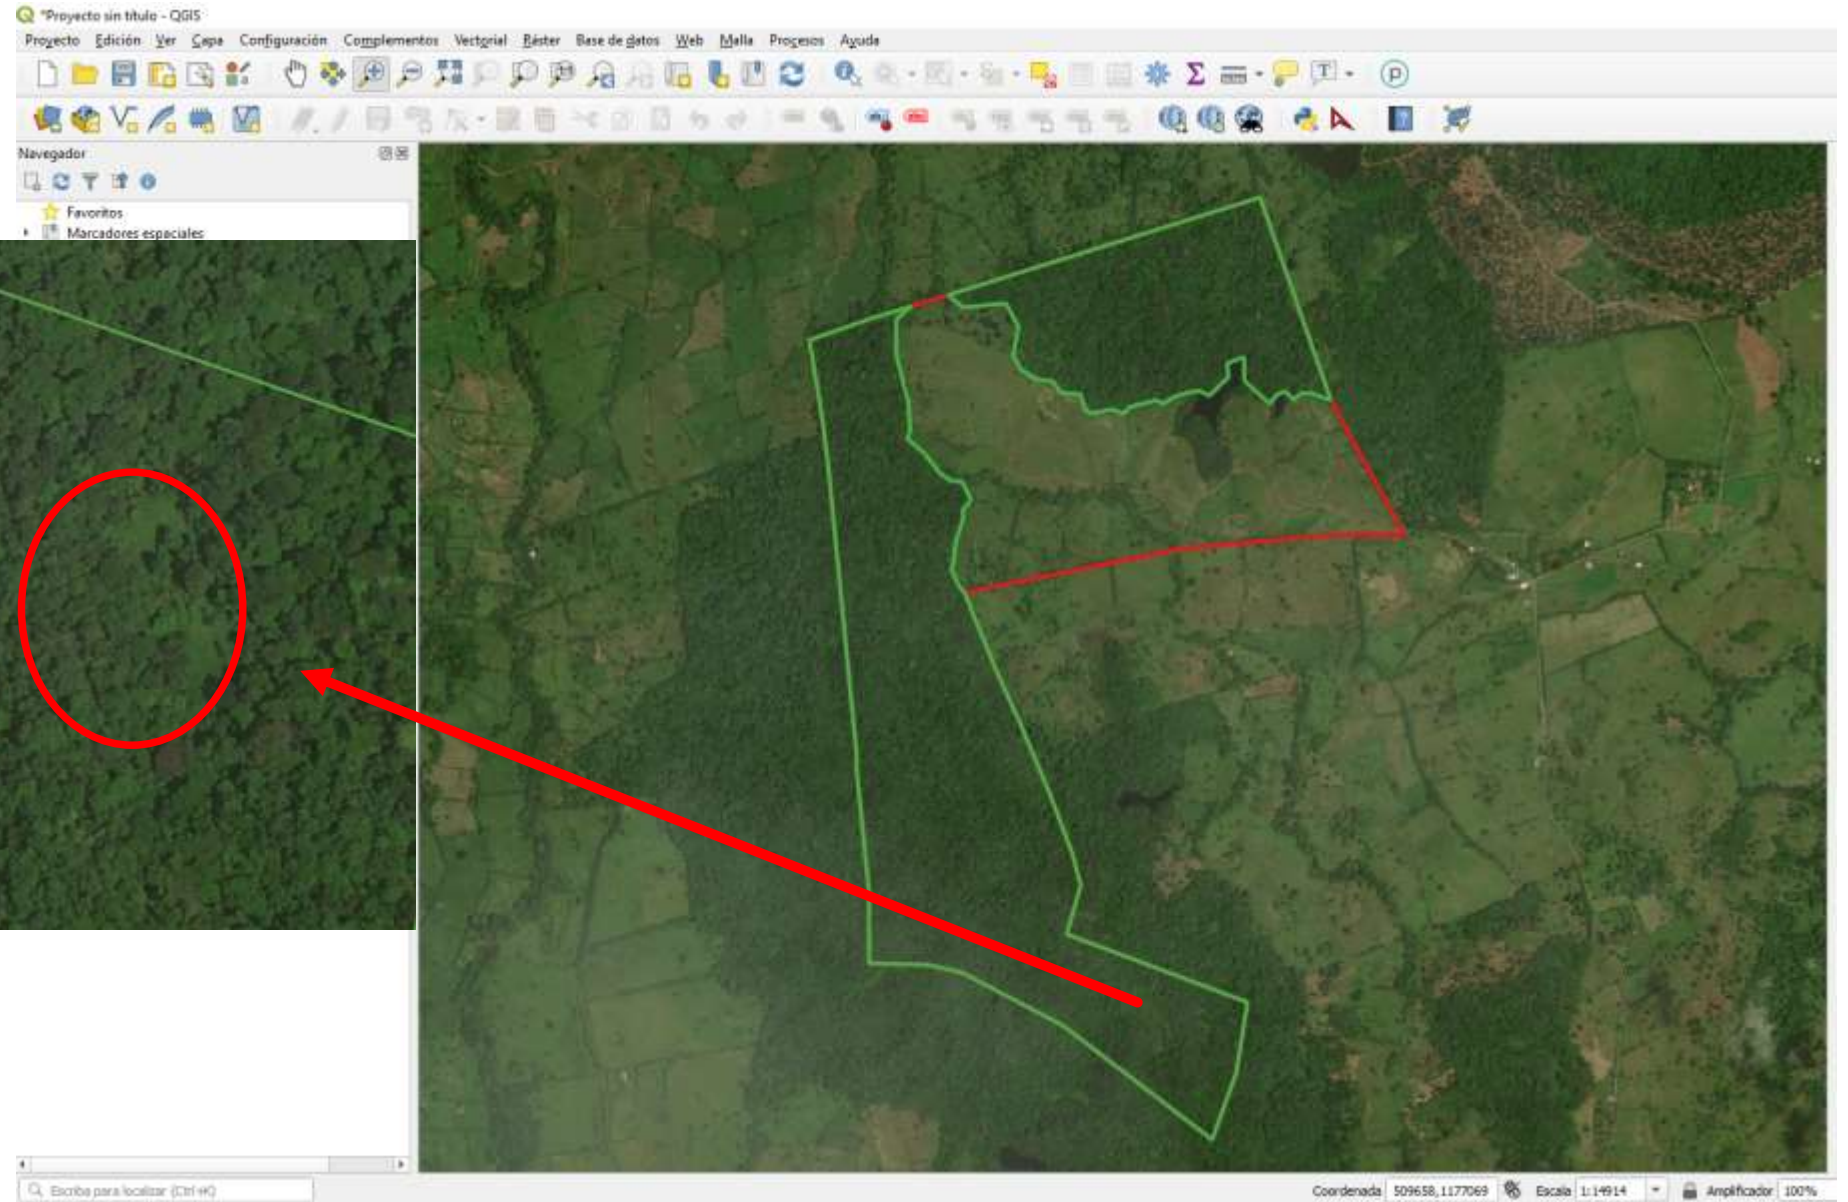 *Proyecto sin título - QGIS
Proyecto Edición Ver Capa Configuración Complementos Vectorial Ráster Base de datos Web Malla Procesos Ayuda
Navegador
Favoritos
Marcadores espaciales
Escriba para localizar (Ctrl+K)
Coordenada 509658,1177069 Escala 1:14914 Amplificador 100%